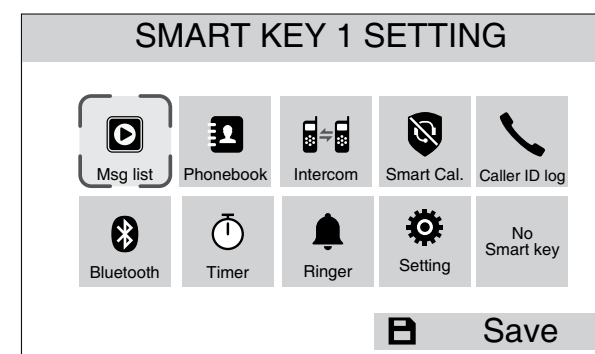 SMART KEY 1 SETTING
Msg list
Phonebook
Intercom
Smart Cal.
Caller ID log
Bluetooth
Timer
Ringer
Setting
No
Smart key
Save